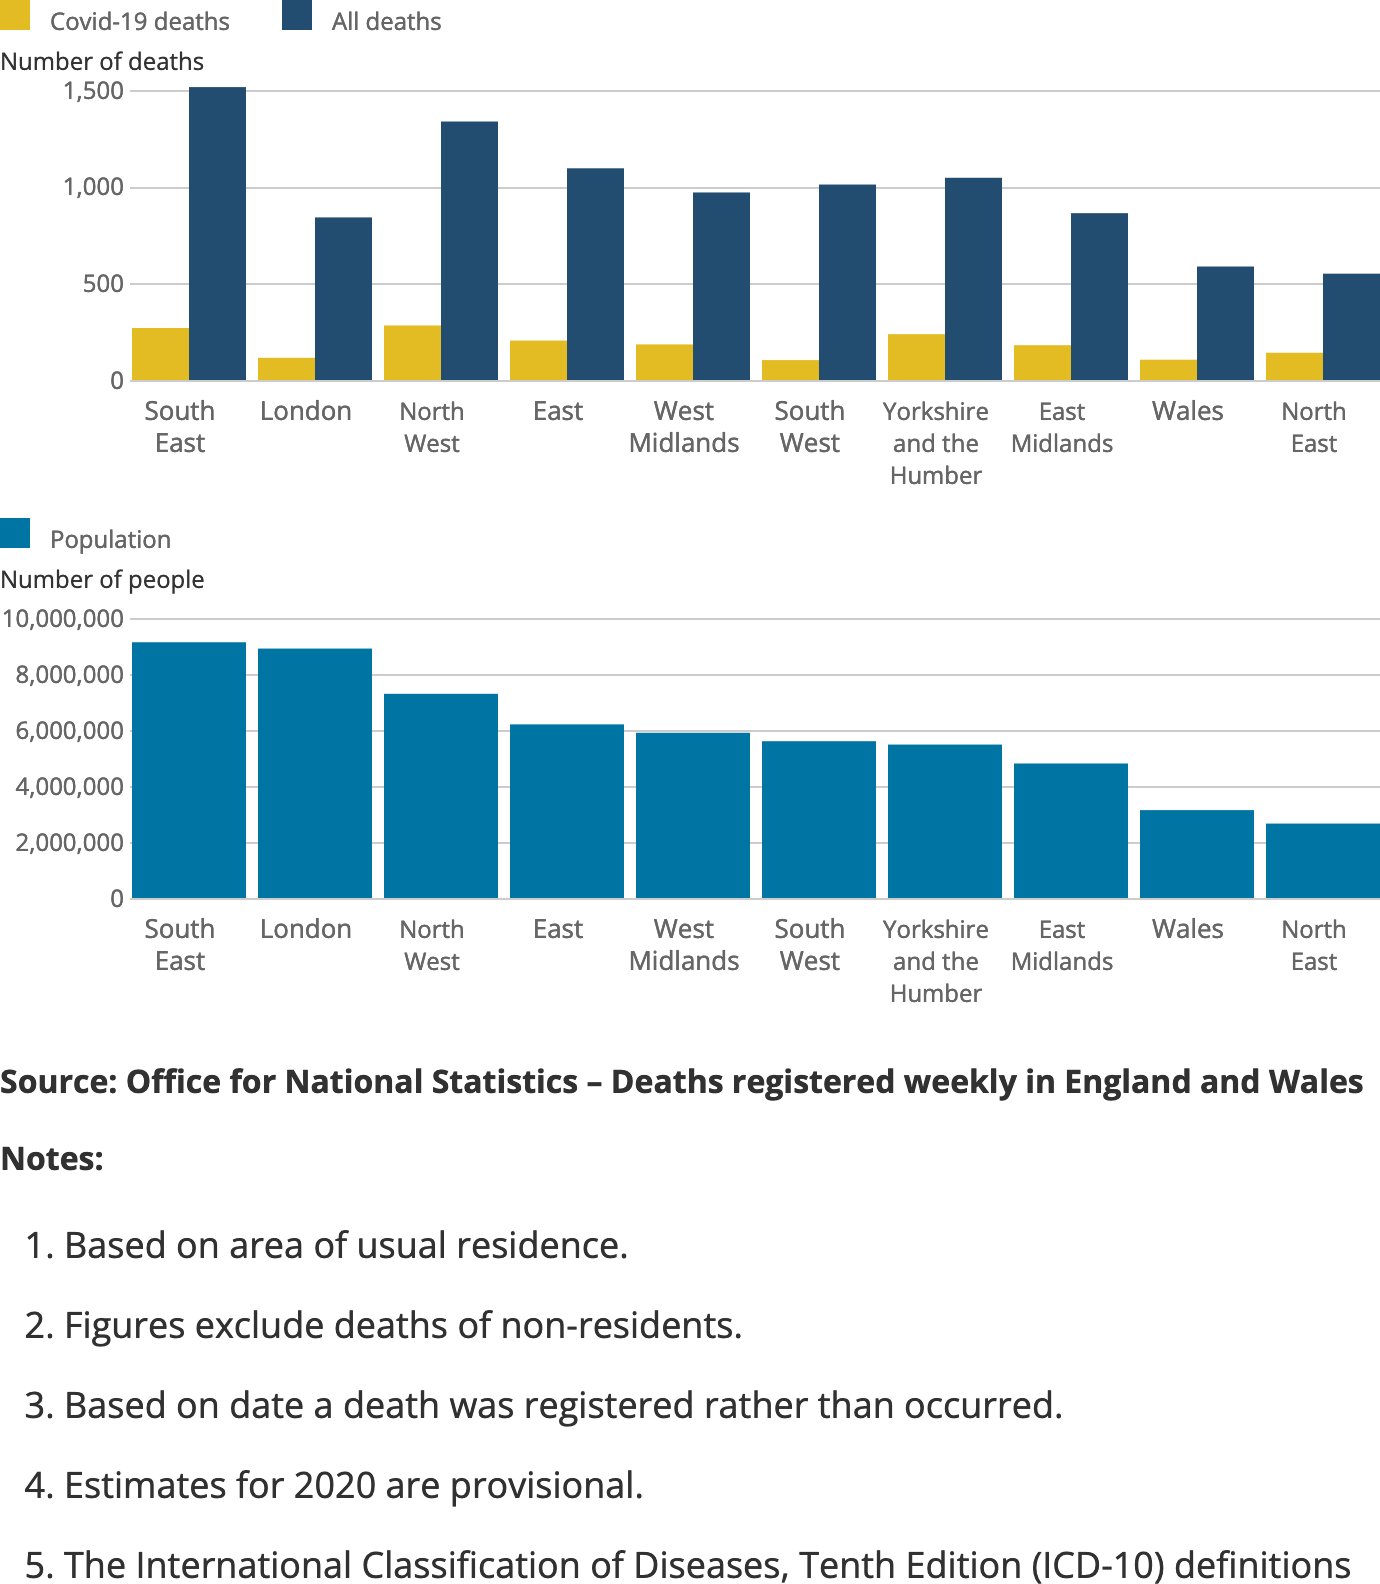 Covid-19 deaths All deaths
Number of deaths
1,500
1,000
500
0
South East London North West East West Midlands South West Yorkshire and the Humber East Midlands Wales North East
Population
Number of people
10,000,000
8,000,000
6,000,000
4,000,000
2,000,000
0
South East London North West East West Midlands South West Yorkshire and the Humber East Midlands Wales North East
Source: Office for National Statistics – Deaths registered weekly in England and Wales
Notes:
1. Based on area of usual residence.
2. Figures exclude deaths of non-residents.
3. Based on date a death was registered rather than occurred.
4. Estimates for 2020 are provisional.
5. The International Classification of Diseases, Tenth Edition (ICD-10) definitions